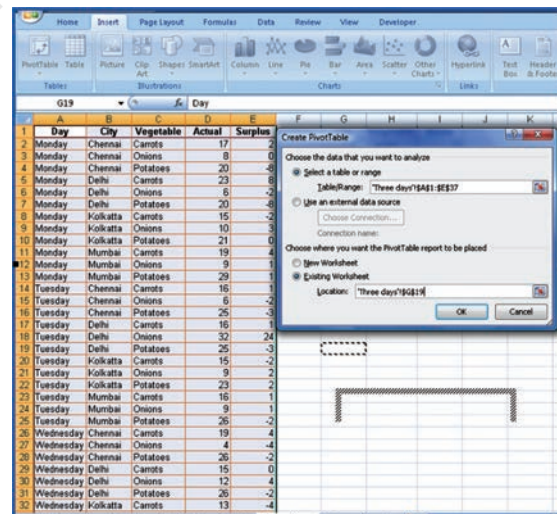 Home Insert Page Layout Formulas Data Review View Developer
PivotTable Table Picture Clip Art Shapes SmartArt Column Line Pie Bar Area Scatter Other Charts Hyperlink Text Box Header & Foote
Tables Illustrations Charts Links
G19 fx Day
A B C D E F G H I J K
1 Day City Vegetable Actual Surplus
2 Monday Chennai Carrots 17 2
3 Monday Chennai Onions 8 0
4 Monday Chennai Potatoes 20 -8
5 Monday Delhi Carrots 23 8
6 Monday Delhi Onions 6 -2
7 Monday Delhi Potatoes 20 -8
8 Monday Kolkatta Carrots 15 -2
9 Monday Kolkatta Onions 10 3
10 Monday Kolkatta Potatoes 21 0
11 Monday Mumbai Carrots 19 4
12 Monday Mumbai Onions 9 1
13 Monday Mumbai Potatoes 29 1
14 Tuesday Chennai Carrots 16 1
15 Tuesday Chennai Onions 6 -2
16 Tuesday Chennai Potatoes 25 -3
17 Tuesday Delhi Carrots 16 1
18 Tuesday Delhi Onions 32 24
19 Tuesday Delhi Potatoes 25 -3
20 Tuesday Kolkatta Carrots 15 -2
21 Tuesday Kolkatta Onions 9 2
22 Tuesday Kolkatta Potatoes 23 2
23 Tuesday Mumbai Carrots 16 1
24 Tuesday Mumbai Onions 9 1
25 Tuesday Mumbai Potatoes 26 -2
26 Wednesday Chennai Carrots 19 4
27 Wednesday Chennai Onions 4 -4
28 Wednesday Chennai Potatoes 26 -2
29 Wednesday Delhi Carrots 15 0
30 Wednesday Delhi Onions 12 4
31 Wednesday Delhi Potatoes 26 -2
32 Wednesday Kolkatta Carrots 13 -4
Create PivotTable
Choose the data that you want to analyze
Select a table or range
Table/Range: 'Three days'!$A$1:$E$37
Use an external data source
Choose Connection...
Connection name:
Choose where you want the PivotTable report to be placed
New Worksheet
Existing Worksheet
Location: 'Three days'!$G$19
OK Cancel